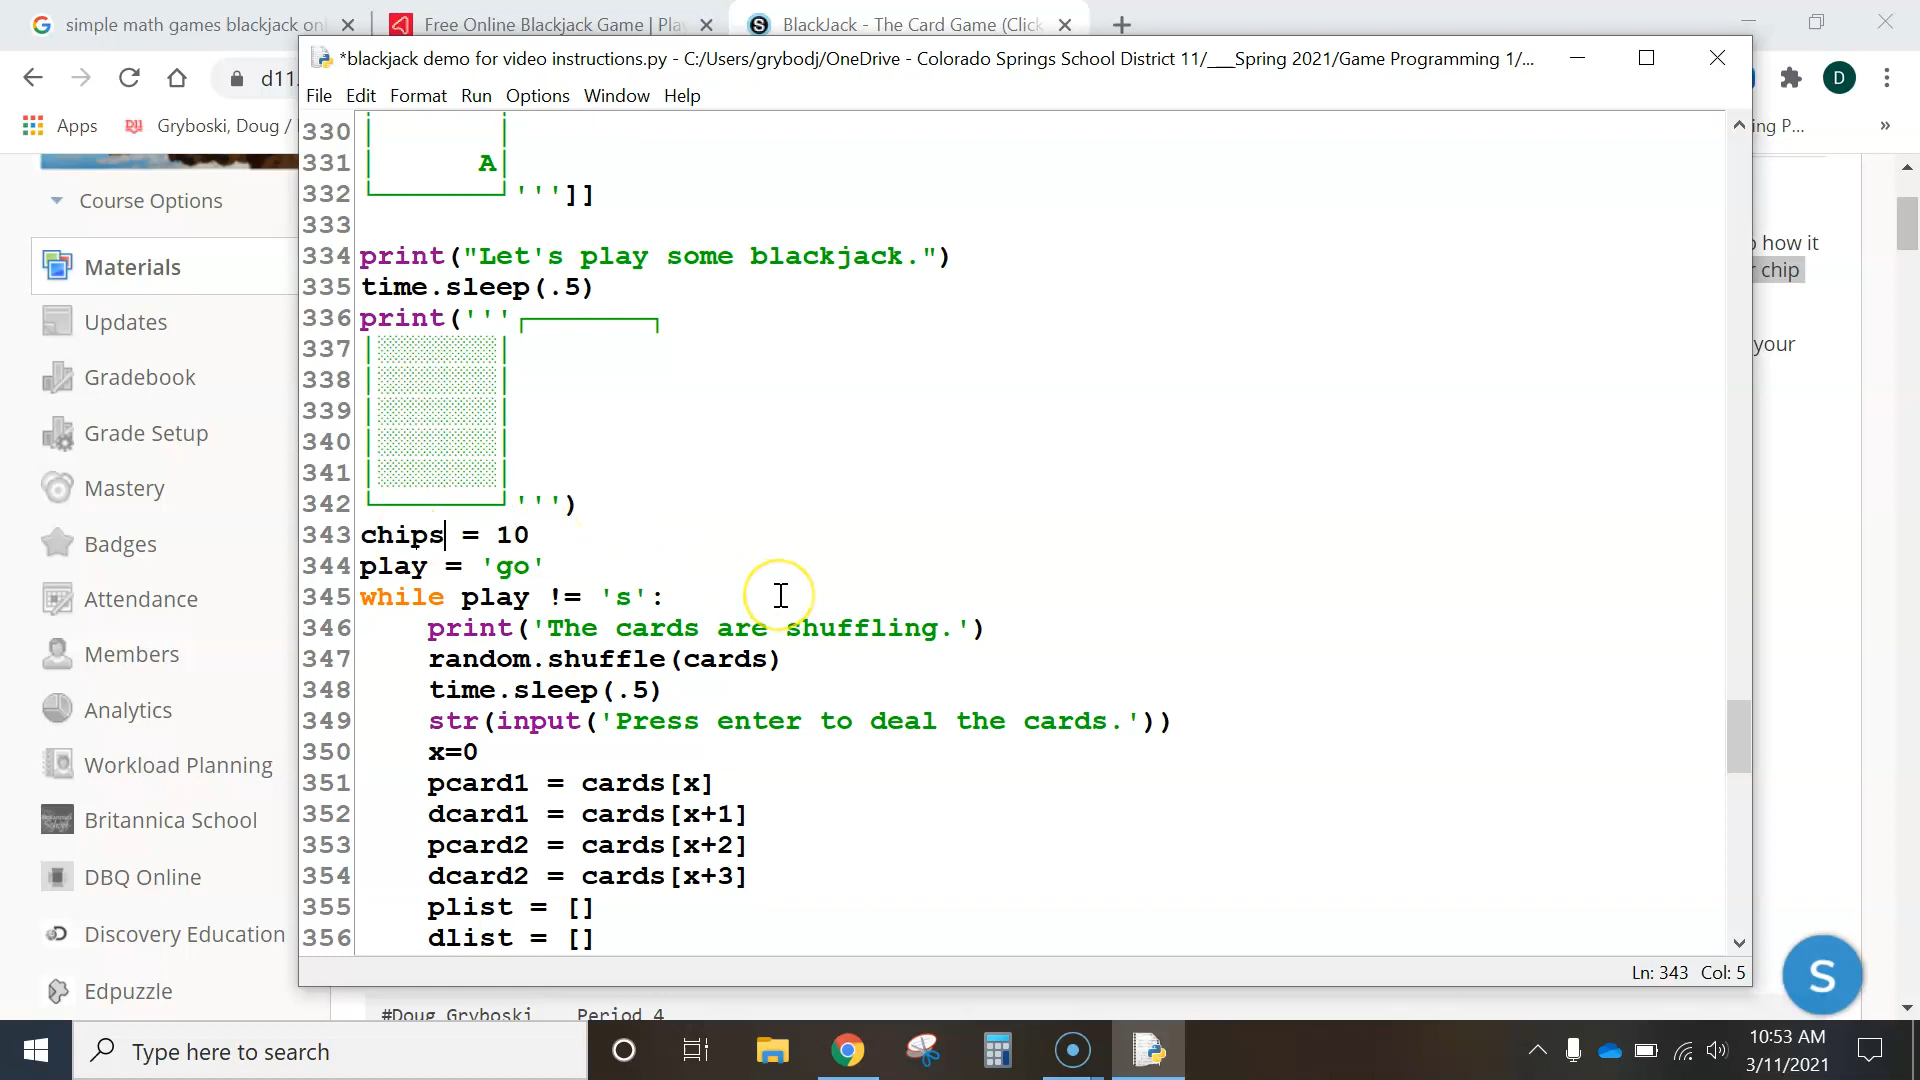 simple math games blackjack onl
Free Online Blackjack Game | Play
BlackJack - The Card Game (Click
*blackjack demo for video instructions.py - C:/Users/grybodj/OneDrive - Colorado Springs School District 11/___Spring 2021/Game Programming 1/...
d11.
D
File Edit Format Run Options Window Help
Apps
Gryboski, Doug /
ing P...
»
330
331 A
332 ''']]
333
334 print("Let's play some blackjack.")
335 time.sleep(.5)
336 print('''
337
338
339
340
341
342 ''')
343 chips = 10
344 play = 'go'
345 while play != 's':
346 print('The cards are shuffling.')
347 random.shuffle(cards)
348 time.sleep(.5)
349 str(input('Press enter to deal the cards.'))
350 x=0
351 pcard1 = cards[x]
352 dcard1 = cards[x+1]
353 pcard2 = cards[x+2]
354 dcard2 = cards[x+3]
355 plist = []
356 dlist = []
Ln: 343 Col: 5
Course Options
Materials
Updates
Gradebook
Grade Setup
Mastery
Badges
Attendance
Members
Analytics
Workload Planning
Britannica School
DBQ Online
Discovery Education
Edpuzzle
how it
chip
your
S
#Doug Gryboski Period 4
Type here to search
10:53 AM
3/11/2021